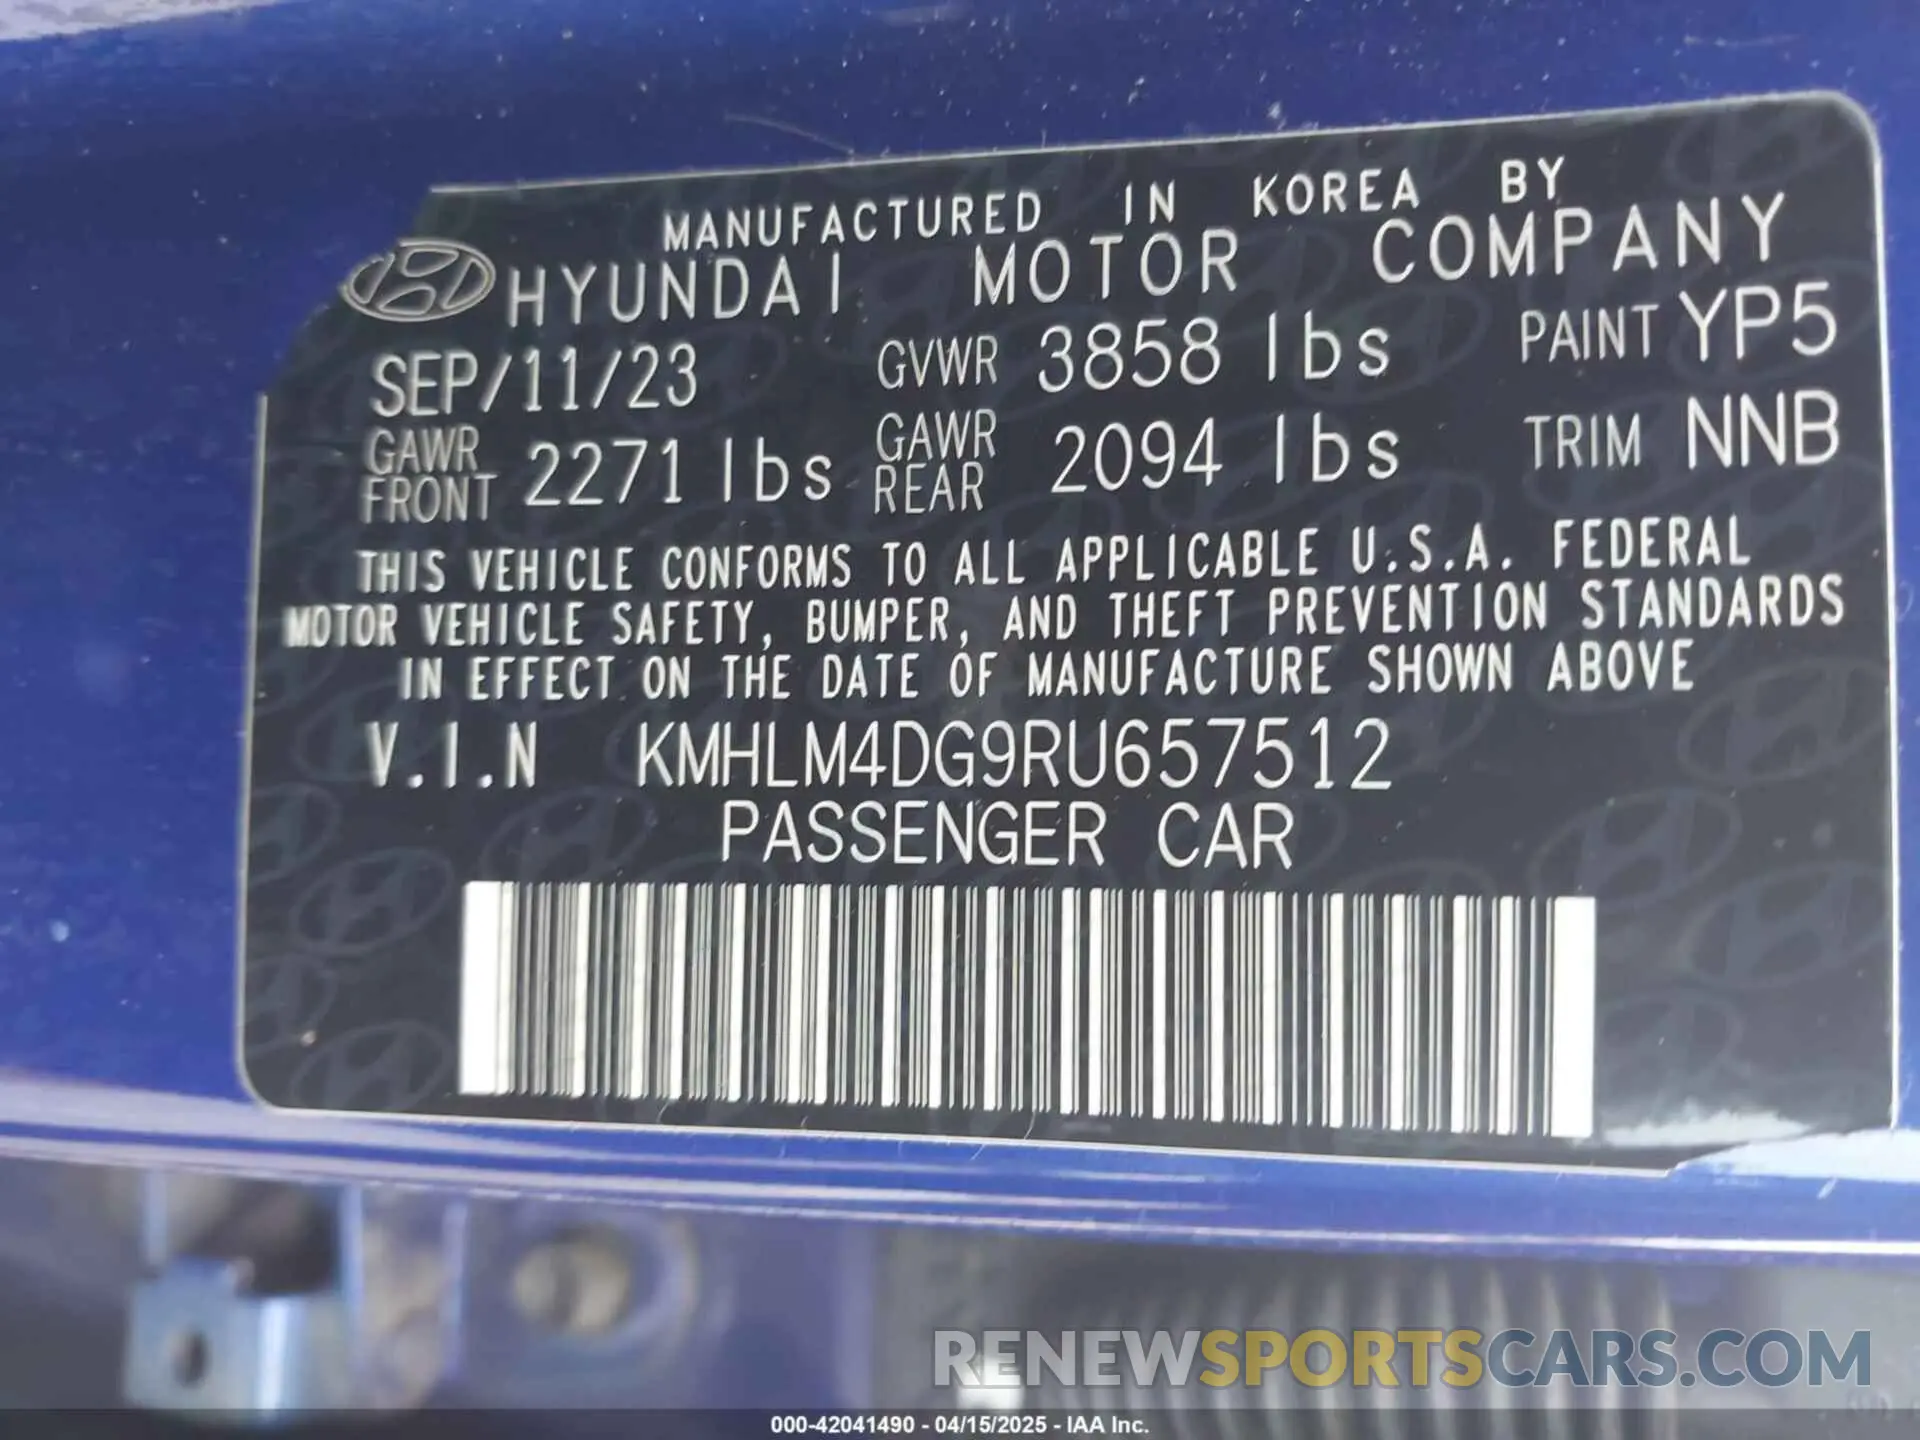 MANUFACTURED IN KOREA BY
HYUNDAI MOTOR COMPANY
SEP/11/23 GVWR 3858 lbs PAINT YP5
GAWR FRONT 2271 lbs GAWR REAR 2094 lbs TRIM NNB
THIS VEHICLE CONFORMS TO ALL APPLICABLE U.S.A. FEDERAL
MOTOR VEHICLE SAFETY, BUMPER, AND THEFT PREVENTION STANDARDS
IN EFFECT ON THE DATE OF MANUFACTURE SHOWN ABOVE
V.I.N KMHLM4DG9RU657512
PASSENGER CAR
RENEWSPORTSCARS.COM
000-42041490 - 04/15/2025 - IAA Inc.